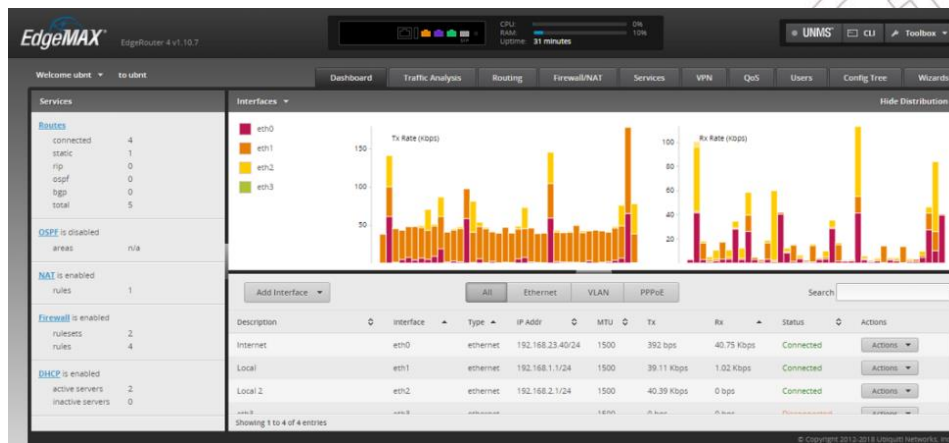 EdgeMAX
EdgeRouter 4 v1.10.7
CPU: 0%
RAM: 10%
Uptime: 31 minutes
UNMS
CLI
Toolbox
Welcome ubnt to ubnt
Dashboard
Traffic Analysis
Routing
Firewall/NAT
Services
VPN
QoS
Users
Config Tree
Wizards
Services
Routes
connected 4
static 1
rip 0
ospf 0
bgp 0
total 5
OSPF is disabled
areas n/a
NAT is enabled
rules 1
Firewall is enabled
rulesets 2
rules 4
DHCP is enabled
active servers 2
inactive servers 0
Interfaces
Hide Distribution
eth0
eth1
eth2
eth3
Tx Rate (Kbps)
150
100
50
Rx Rate (Kbps)
100
80
60
40
20
Add Interface
All
Ethernet
VLAN
PPPoE
Search
Description Interface Type IP Addr MTU Tx Rx Status Actions
Internet eth0 ethernet 192.168.23.40/24 1500 392 bps 40.75 Kbps Connected Actions
Local eth1 ethernet 192.168.1.1/24 1500 39.11 Kbps 1.02 Kbps Connected Actions
Local 2 eth2 ethernet 192.168.2.1/24 1500 40.39 Kbps 0 bps Connected Actions
eth3 eth3 ethernet 1500 0 bps 0 bps Disconnected Actions
Showing 1 to 4 of 4 entries
© Copyright 2012-2018 Ubiquiti Networks,